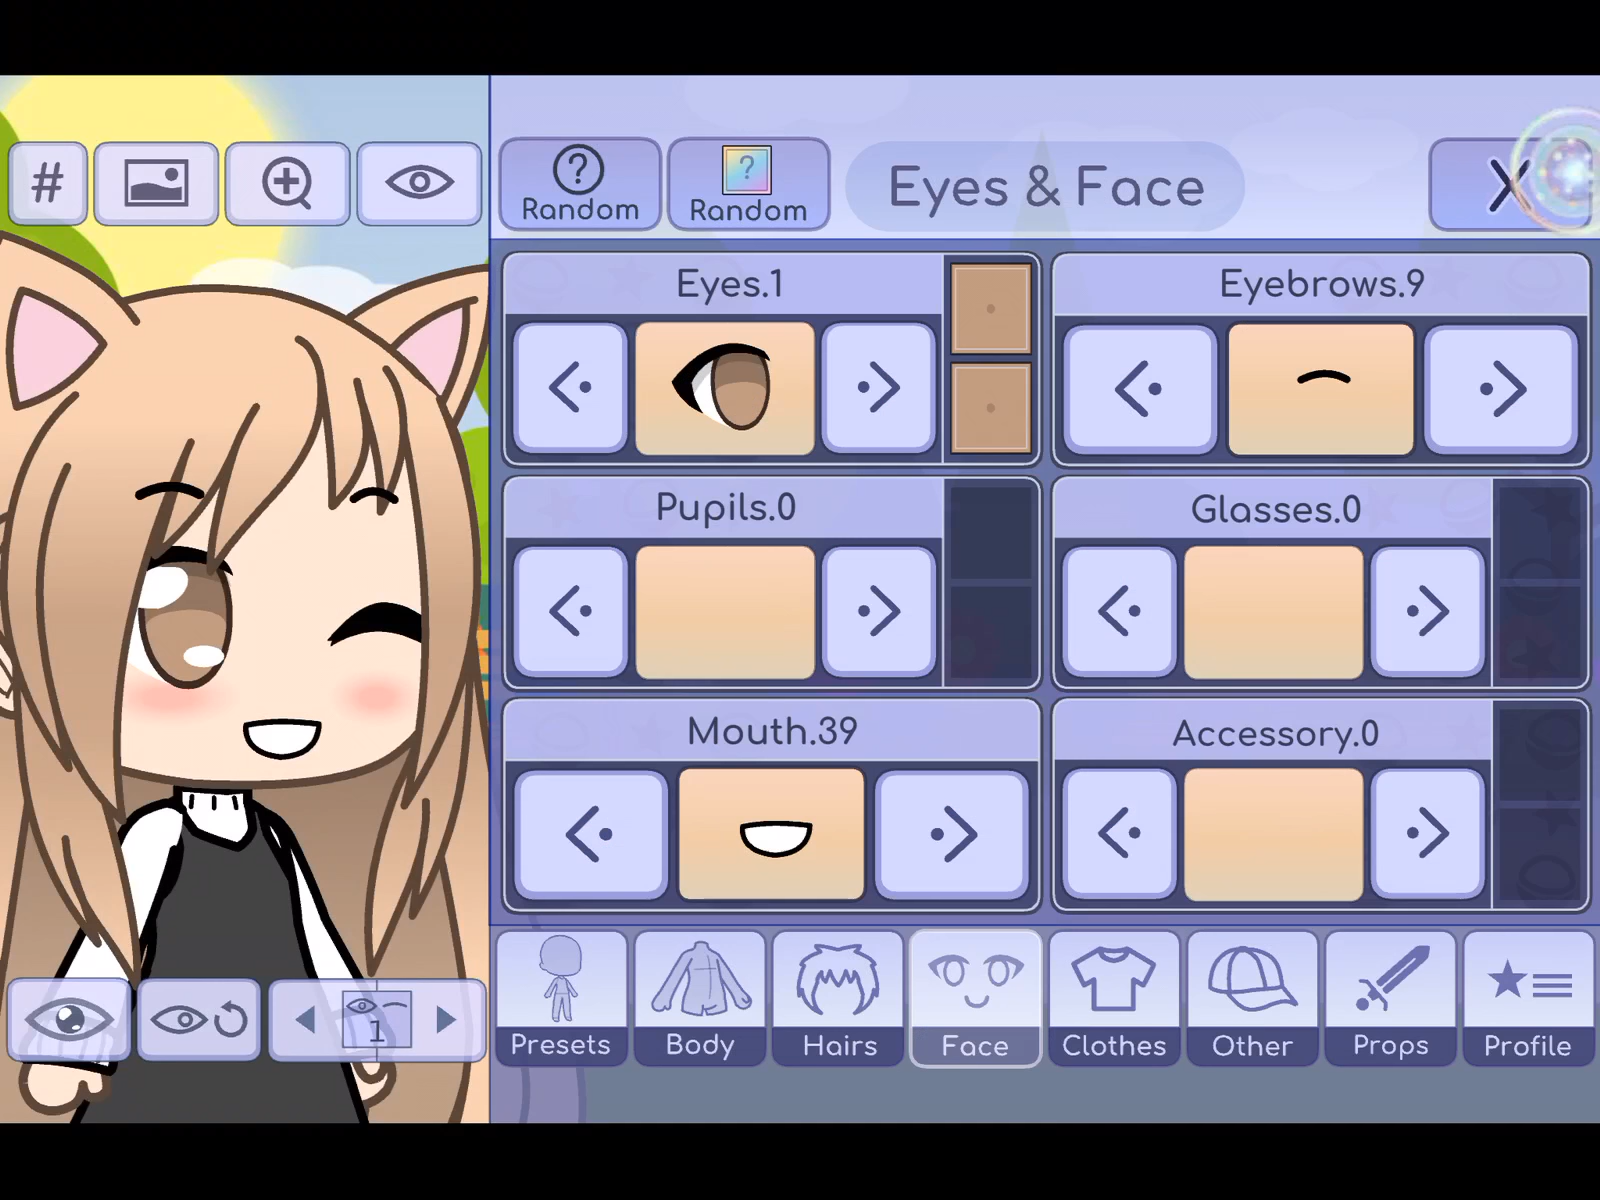 #
Random
Random
Eyes & Face
X
Eyes.1
Eyebrows.9
Pupils.0
Glasses.0
Mouth.39
Accessory.0
1
Presets
Body
Hairs
Face
Clothes
Other
Props
Profile